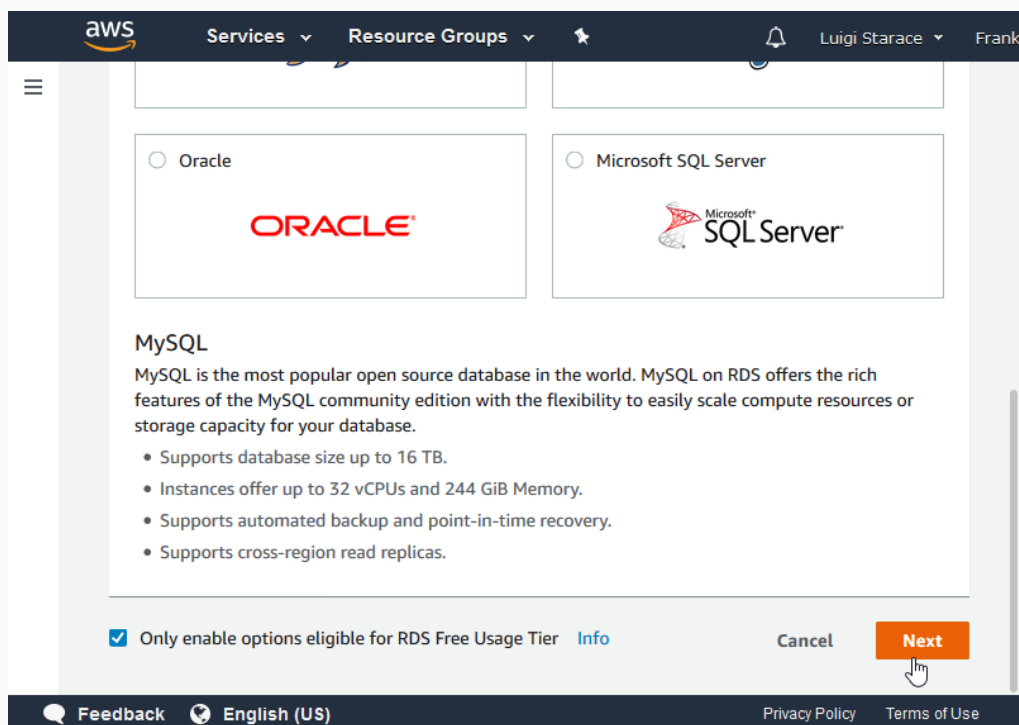 aws Services Resource Groups Luigi Starace Frank
Oracle
ORACLE
Microsoft SQL Server
Microsoft
SQL Server
MySQL
MySQL is the most popular open source database in the world. MySQL on RDS offers the rich
features of the MySQL community edition with the flexibility to easily scale compute resources or
storage capacity for your database.
• Supports database size up to 16 TB.
• Instances offer up to 32 vCPUs and 244 GiB Memory.
• Supports automated backup and point-in-time recovery.
• Supports cross-region read replicas.
Only enable options eligible for RDS Free Usage Tier Info Cancel Next
Feedback English (US) Privacy Policy Terms of Use